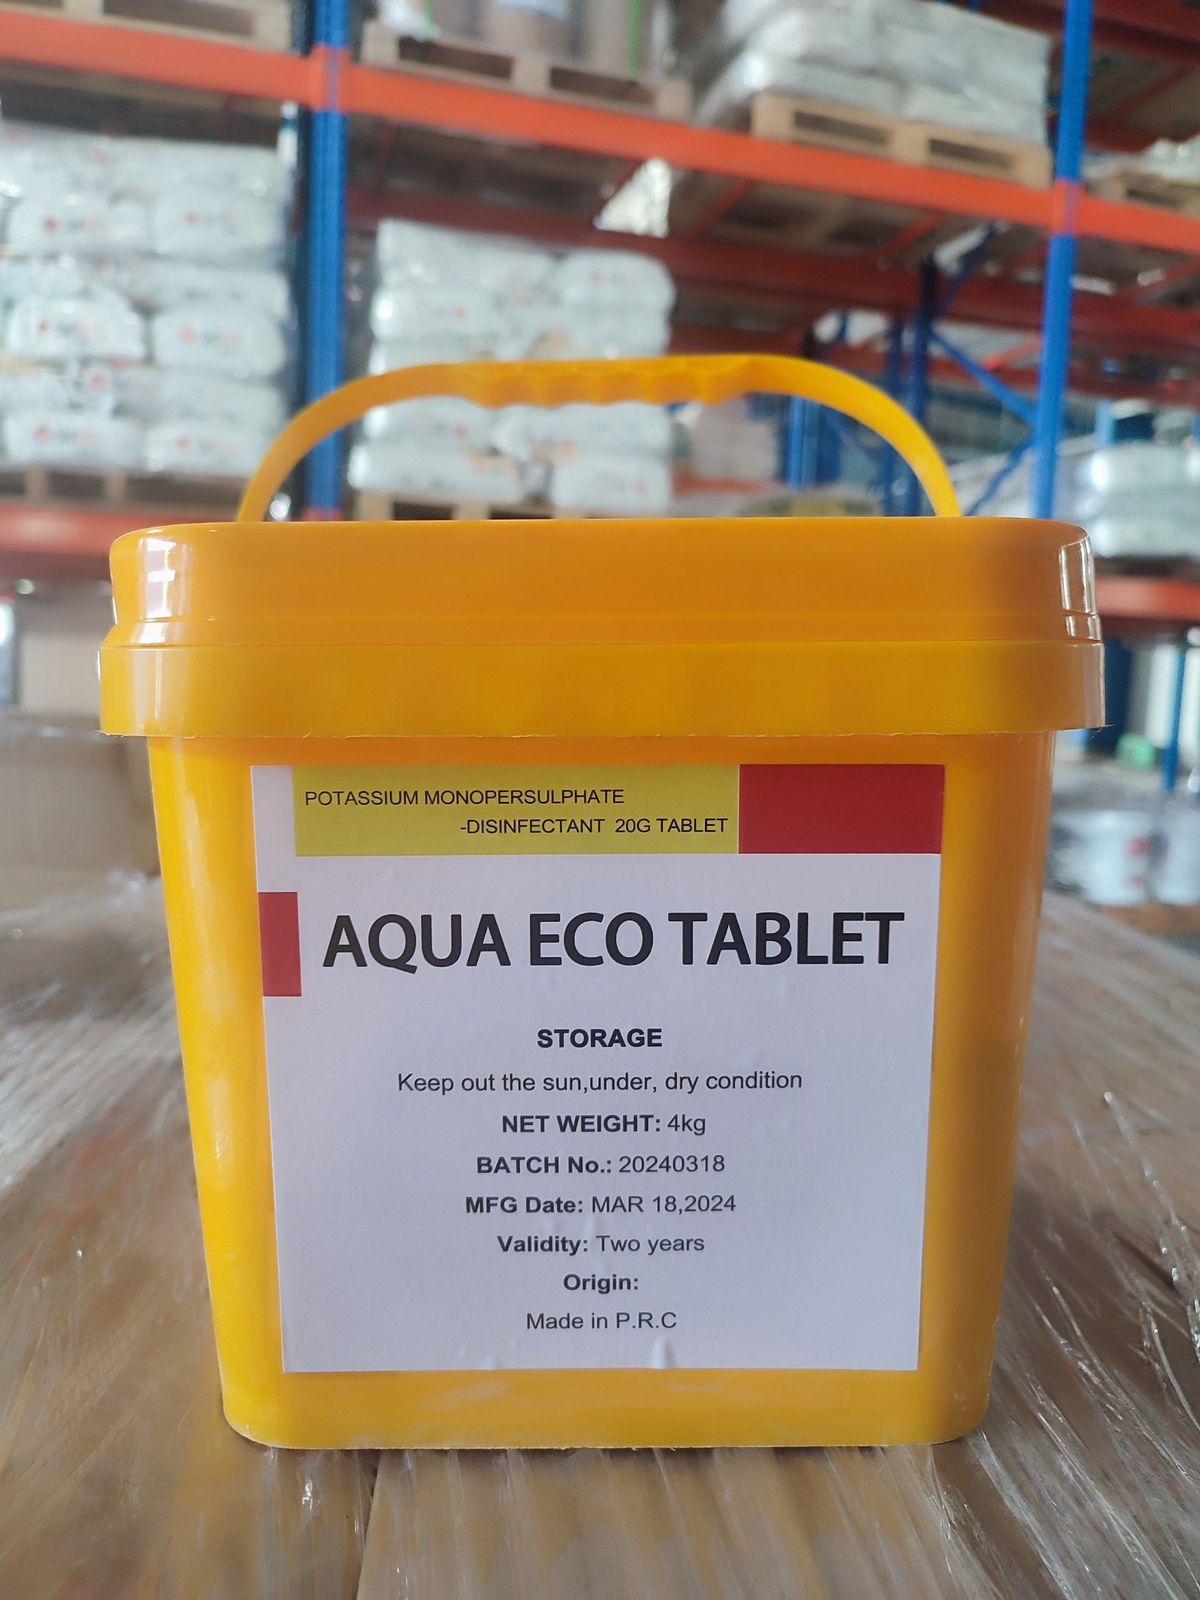 POTASSIUM MONOPERSULPHATE
-DISINFECTANT 20G TABLET
AQUA ECO TABLET
STORAGE
Keep out the sun,under, dry condition
NET WEIGHT: 4kg
BATCH No.: 20240318
MFG Date: MAR 18,2024
Validity: Two years
Origin:
Made in P.R.C